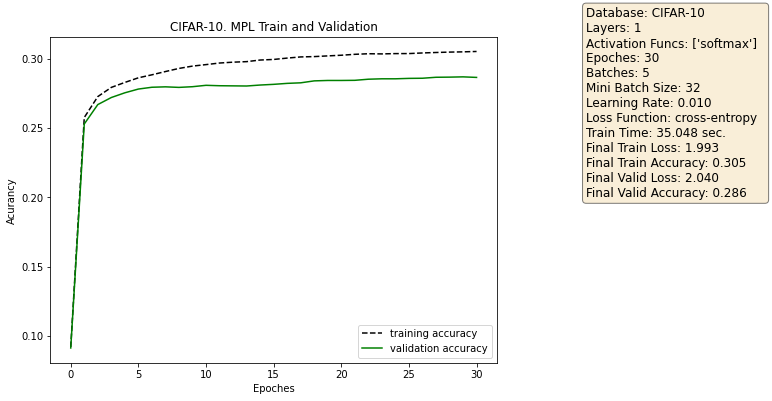 CIFAR-10. MPL Train and Validation
Acurancy
0.30
0.25
0.20
0.15
0.10
0
5
10
15
20
25
30
Epoches
training accuracy
validation accuracy
Database: CIFAR-10
Layers: 1
Activation Funcs: ['softmax']
Epoches: 30
Batches: 5
Mini Batch Size: 32
Learning Rate: 0.010
Loss Function: cross-entropy
Train Time: 35.048 sec.
Final Train Loss: 1.993
Final Train Accuracy: 0.305
Final Valid Loss: 2.040
Final Valid Accuracy: 0.286